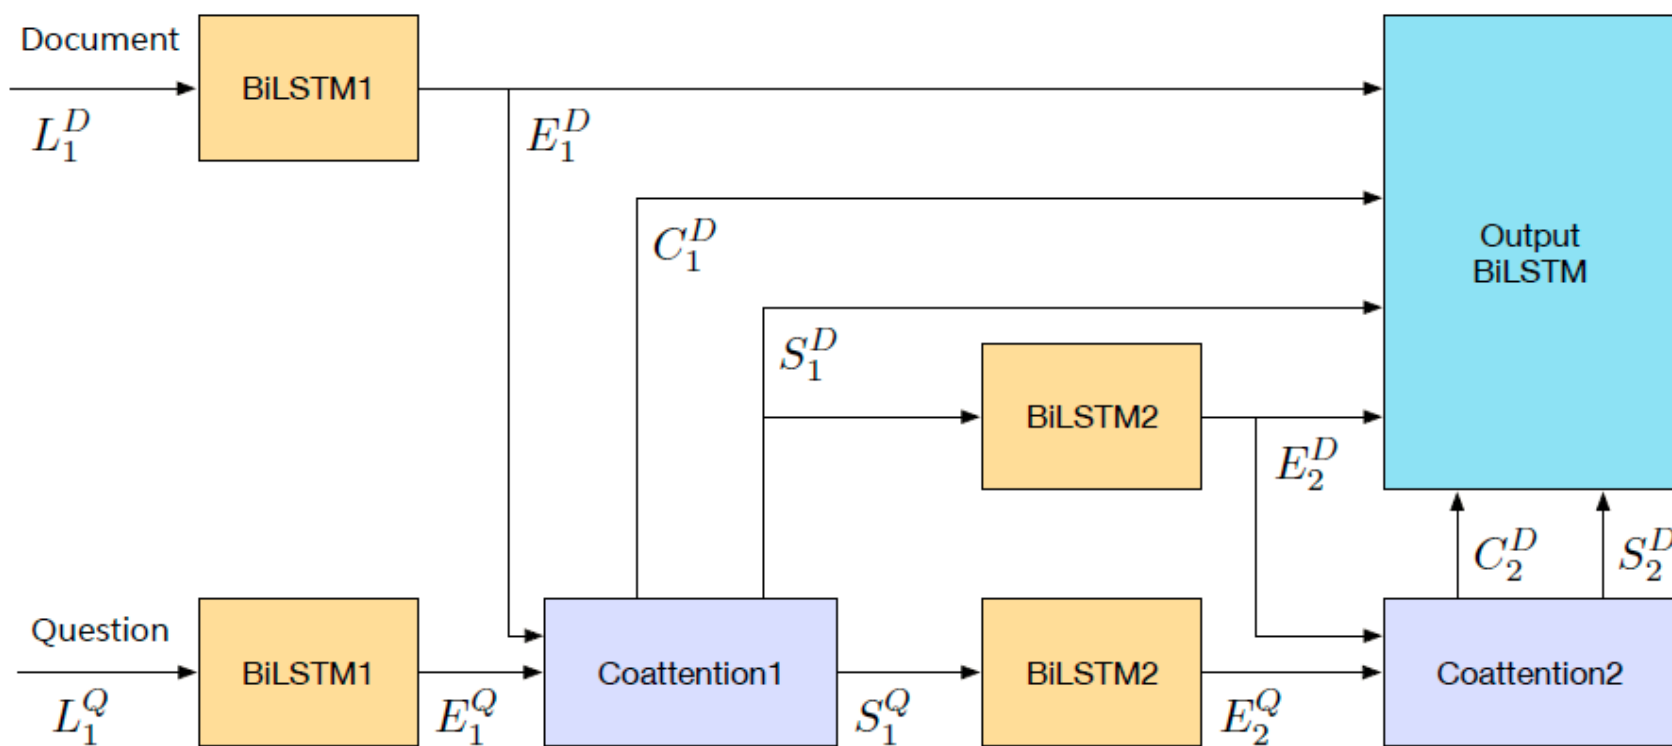 Document
BiLSTM1
L_1^D
E_1^D
C_1^D
Output
BiLSTM
S_1^D
BiLSTM2
E_2^D
C_2^D
S_2^D
Question
BiLSTM1
Coattention1
BiLSTM2
Coattention2
L_1^Q
E_1^Q
S_1^Q
E_2^Q